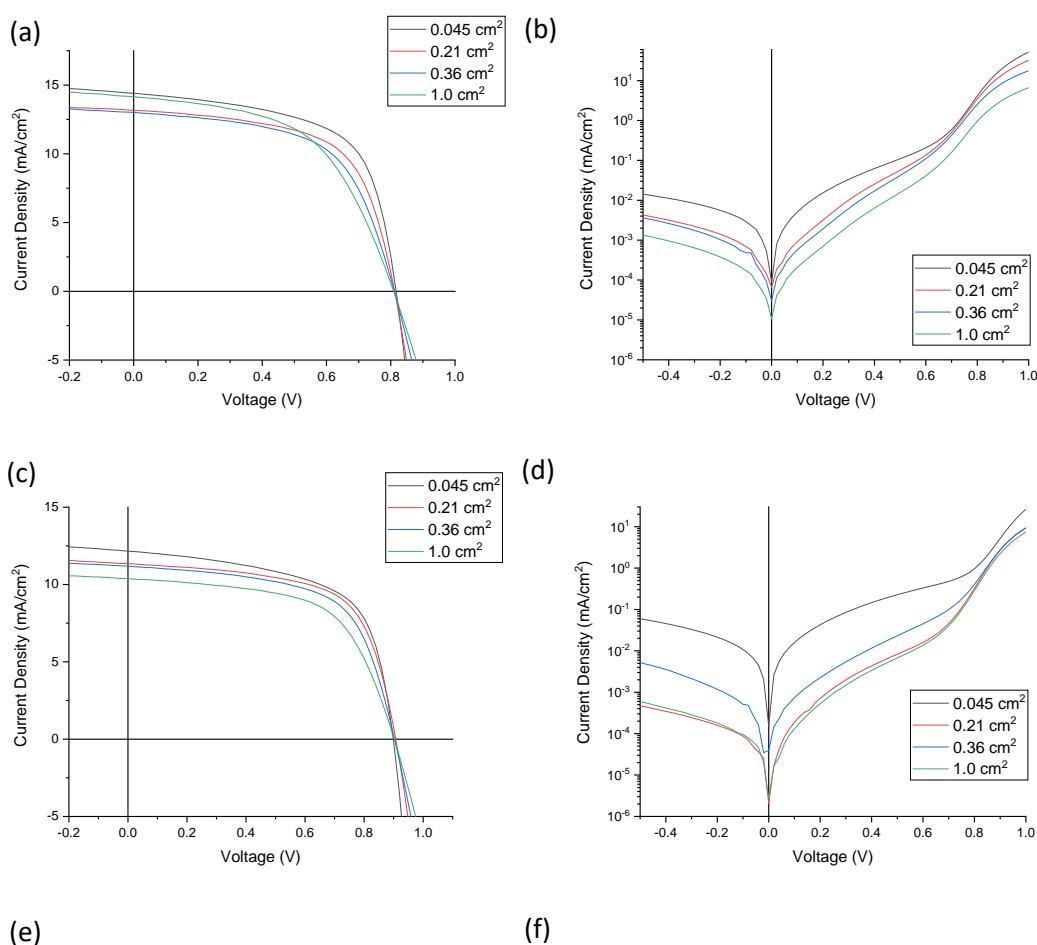 (a)
0.045 cm²
0.21 cm²
0.36 cm²
1.0 cm²
15
10
5
0
-5
Current Density (mA/cm²)
-0.2
0.0
0.2
0.4
0.6
0.8
1.0
Voltage (V)
(b)
10¹
10⁰
10⁻¹
10⁻²
10⁻³
10⁻⁴
10⁻⁵
10⁻⁶
Current Density (mA/cm²)
0.045 cm²
0.21 cm²
0.36 cm²
1.0 cm²
-0.4
-0.2
0.0
0.2
0.4
0.6
0.8
1.0
Voltage (V)
(c)
0.045 cm²
0.21 cm²
0.36 cm²
1.0 cm²
15
10
5
0
-5
Current Density (mA/cm²)
-0.2
0.0
0.2
0.4
0.6
0.8
1.0
Voltage (V)
(d)
10¹
10⁰
10⁻¹
10⁻²
10⁻³
10⁻⁴
10⁻⁵
10⁻⁶
Current Density (mA/cm²)
0.045 cm²
0.21 cm²
0.36 cm²
1.0 cm²
-0.4
-0.2
0.0
0.2
0.4
0.6
0.8
1.0
Voltage (V)
(e)
(f)